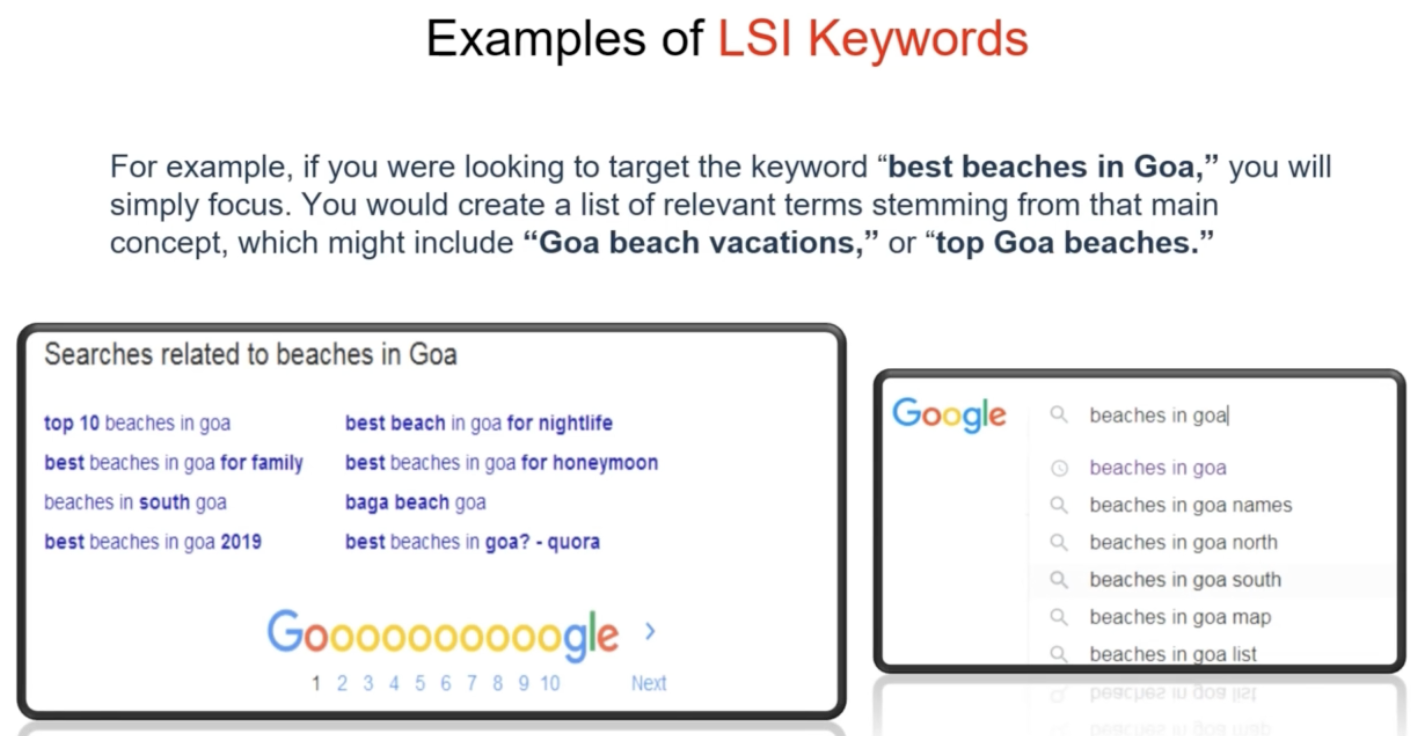 Examples of LSI Keywords
For example, if you were looking to target the keyword “best beaches in Goa,” you will
simply focus. You would create a list of relevant terms stemming from that main
concept, which might include “Goa beach vacations,” or “top Goa beaches.”
Searches related to beaches in Goa
top 10 beaches in goa
best beaches in goa for family
beaches in south goa
best beaches in goa 2019
best beach in goa for nightlife
best beaches in goa for honeymoon
baga beach goa
best beaches in goa? - quora
Goooooooooogle >
1 2 3 4 5 6 7 8 9 10 Next
Google
beaches in goa
beaches in goa
beaches in goa names
beaches in goa north
beaches in goa south
beaches in goa map
beaches in goa list